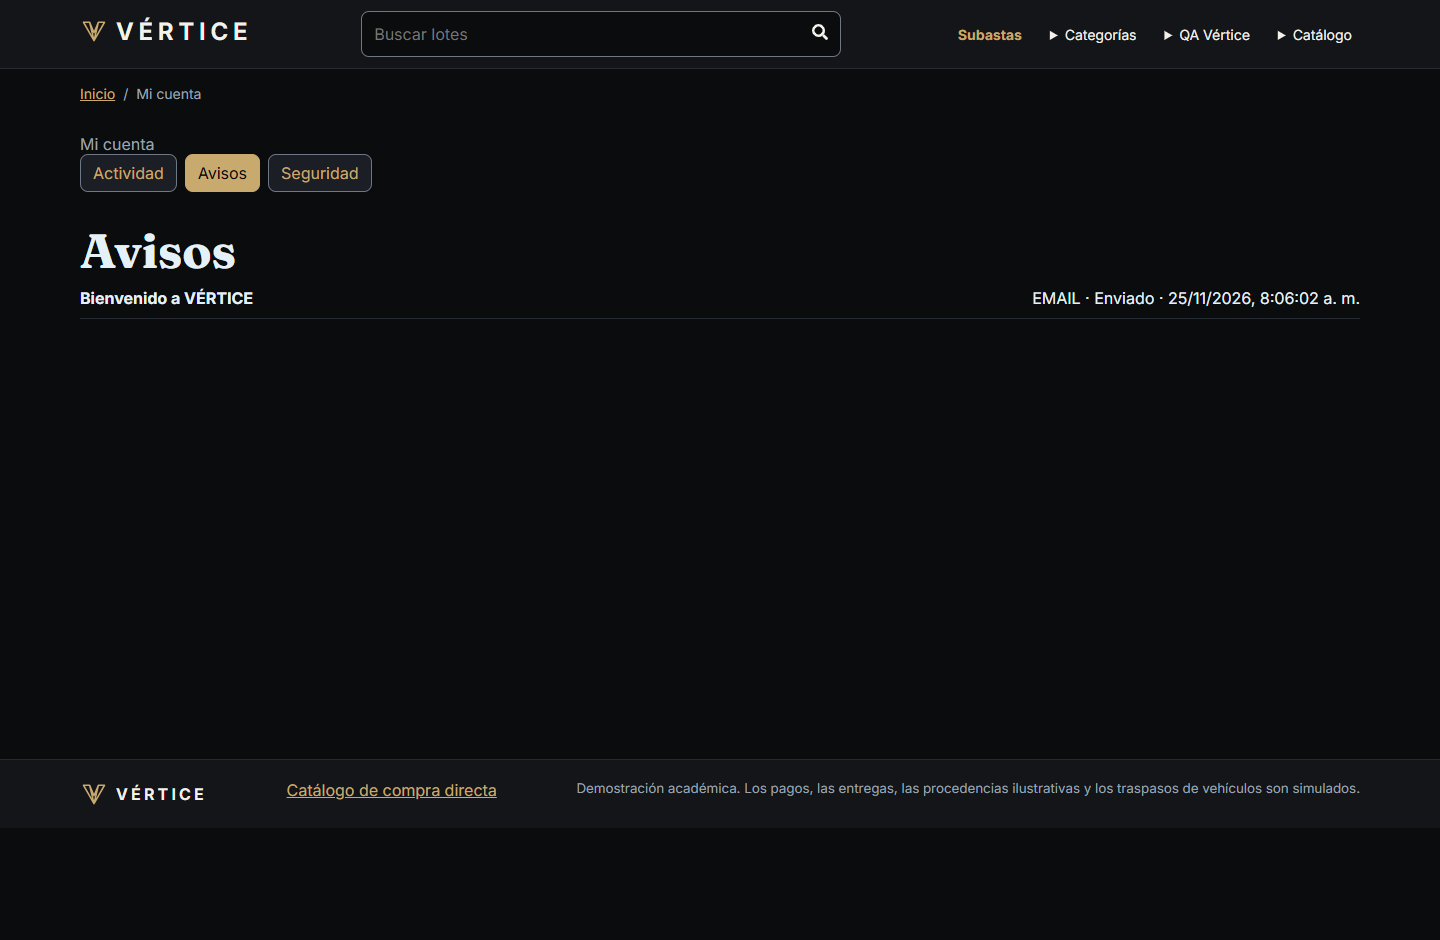 VÉRTICE
Buscar lotes
Subastas
Categorías
QA Vértice
Catálogo
Inicio / Mi cuenta
Mi cuenta
Actividad
Avisos
Seguridad
Avisos
Bienvenido a VÉRTICE
EMAIL · Enviado · 25/11/2026, 8:06:02 a. m.
VÉRTICE
Catálogo de compra directa
Demostración académica. Los pagos, las entregas, las procedencias ilustrativas y los traspasos de vehículos son simulados.